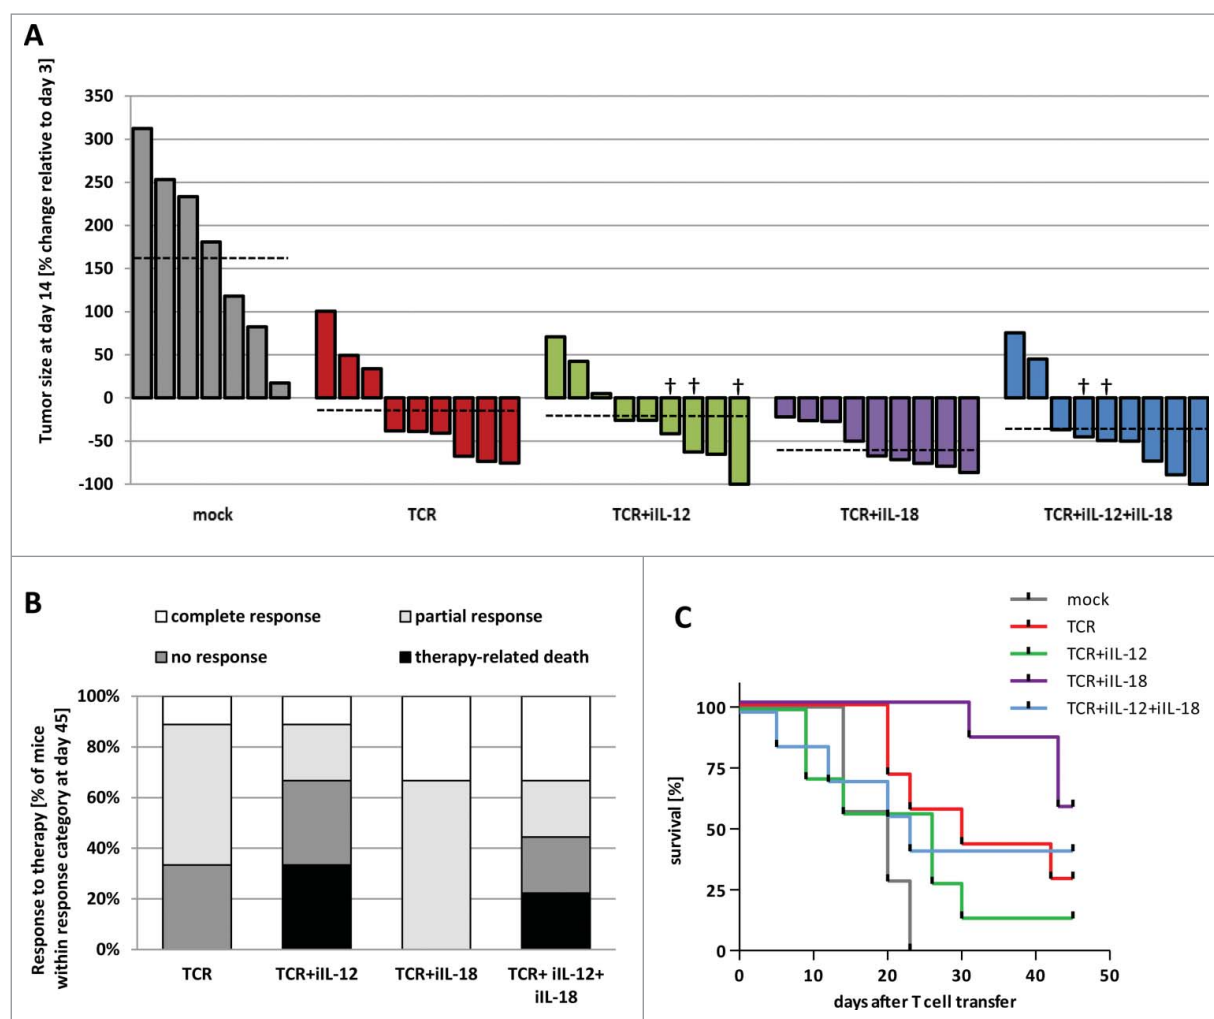 A
Tumor size at day 14 [% change relative to day 3]
350
300
250
200
150
100
50
0
-50
-100
† † †
† †
mock TCR TCR+iIL-12 TCR+iIL-18 TCR+iIL-12+iIL-18
B
complete response partial response
no response therapy-related death
Response to therapy [% of mice
within response category at day 45]
100%
80%
60%
40%
20%
0%
TCR TCR+iIL-12 TCR+iIL-18 TCR+ iIL-12+
iIL-18
C
mock
TCR
TCR+iIL-12
TCR+iIL-18
TCR+iIL-12+iIL-18
survival [%]
100
75
50
25
0
0 10 20 30 40 50
days after T cell transfer